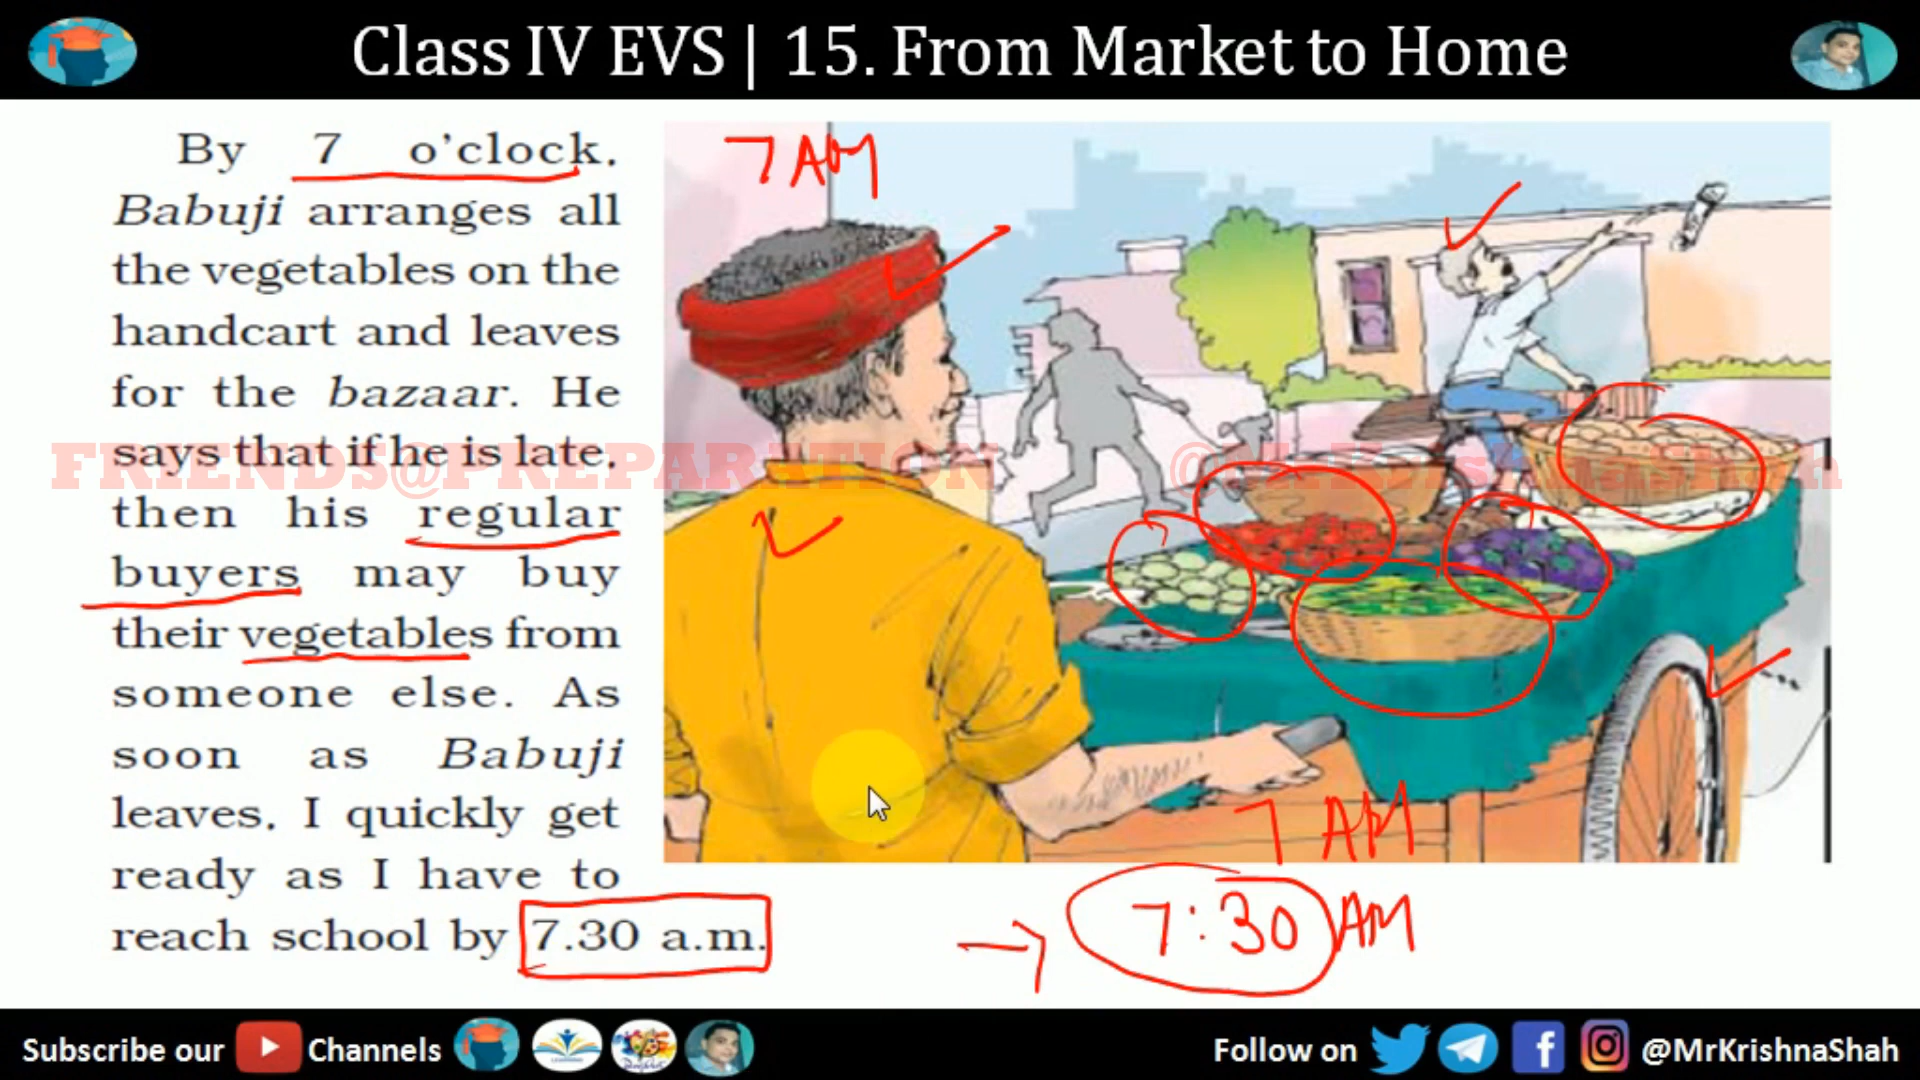 Class IV EVS | 15. From Market to Home
By 7 o'clock,
Babuji arranges all
the vegetables on the
handcart and leaves
for the bazaar. He
says that if he is late,
then his regular
buyers may buy
their vegetables from
someone else. As
soon as Babuji
leaves, I quickly get
ready as I have to
reach school by 7.30 a.m.
7 AM
7 AM
7:30 AM
FRIENDS@PREPARATION
@MrKrishnaShah
Subscribe our Channels
Follow on @MrKrishnaShah